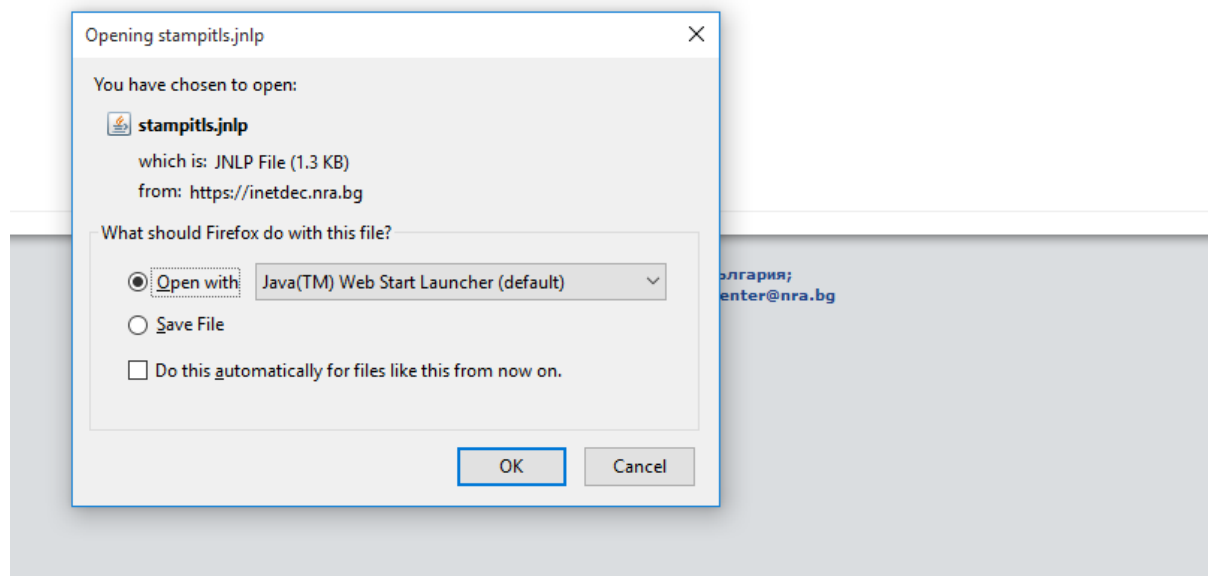 Opening stampitls.jnlp
You have chosen to open:
stampitls.jnlp
which is: JNLP File (1.3 KB)
from: https://inetdec.nra.bg
What should Firefox do with this file?
Open with Java(TM) Web Start Launcher (default)
Save File
Do this automatically for files like this from now on.
OK Cancel
enter@nra.bg